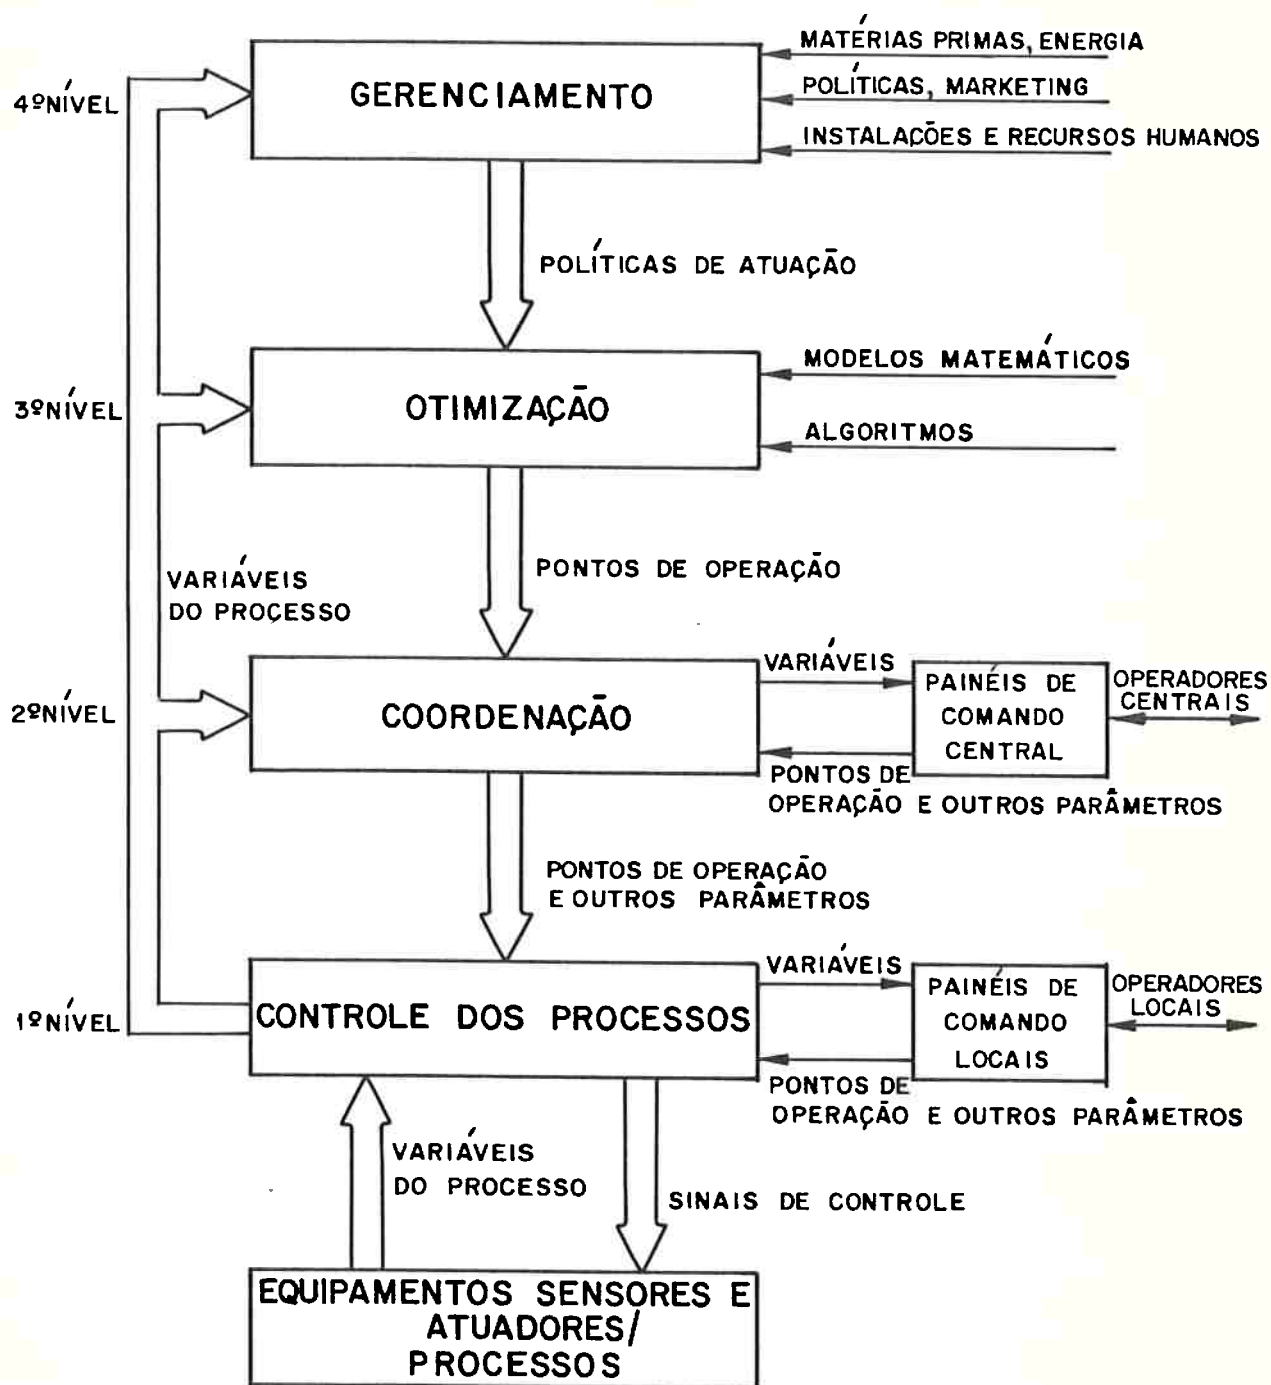 MATÉRIAS PRIMAS, ENERGIA
4º NÍVEL
GERENCIAMENTO
POLÍTICAS, MARKETING
INSTALAÇÕES E RECURSOS HUMANOS
POLÍTICAS DE ATUAÇÃO
MODELOS MATEMÁTICOS
3º NÍVEL
OTIMIZAÇÃO
ALGORITMOS
VARIÁVEIS
DO PROCESSO
PONTOS DE OPERAÇÃO
VARIÁVEIS
2º NÍVEL
COORDENAÇÃO
PAINÉIS DE
COMANDO
CENTRAL
OPERADORES
CENTRAIS
PONTOS DE
OPERAÇÃO E OUTROS PARÂMETROS
PONTOS DE OPERAÇÃO
E OUTROS PARÂMETROS
VARIÁVEIS
1º NÍVEL
CONTROLE DOS PROCESSOS
PAINÉIS DE
COMANDO
LOCAIS
OPERADORES
LOCAIS
PONTOS DE
OPERAÇÃO E OUTROS PARÂMETROS
VARIÁVEIS
DO PROCESSO
SINAIS DE CONTROLE
EQUIPAMENTOS SENSORES E
ATUADORES/
PROCESSOS